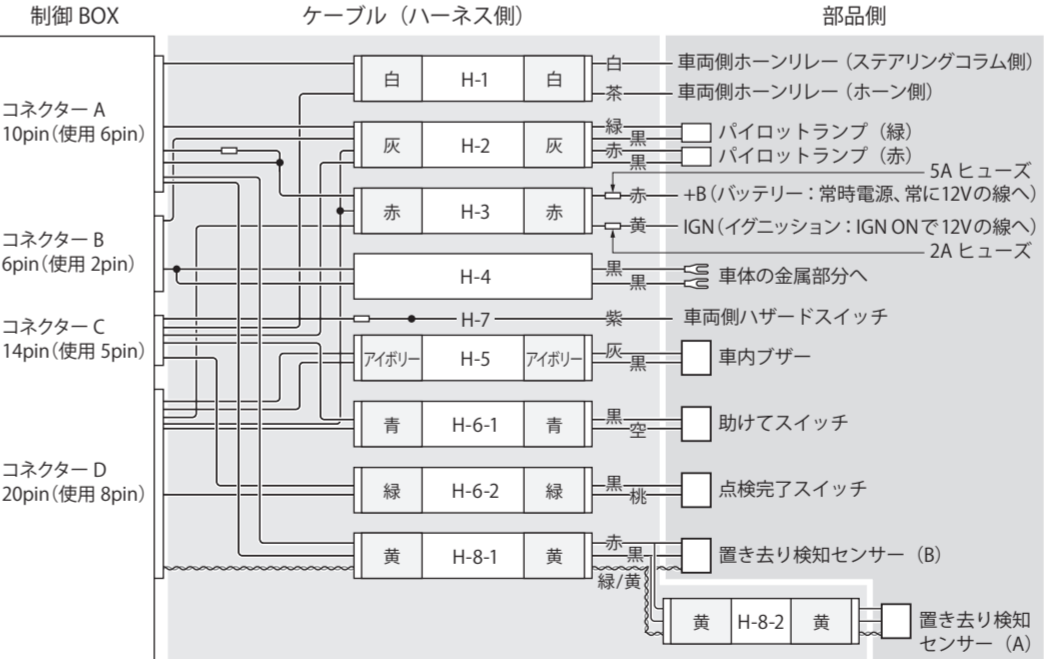 制御 BOX
ケーブル（ハーネス側）
部品側
コネクター A
10pin（使用 6pin）
コネクター B
6pin（使用 2pin）
コネクター C
14pin（使用 5pin）
コネクター D
20pin（使用 8pin）
白 H-1 白
白
茶
車両側ホーンリレー（ステアリングコラム側）
車両側ホーンリレー（ホーン側）
灰 H-2 灰
緑
黒
赤
黒
パイロットランプ（緑）
パイロットランプ（赤）
5A ヒューズ
赤 H-3 赤
赤
黄
+B（バッテリー：常時電源、常に12Vの線へ）
IGN（イグニッション：IGN ONで12Vの線へ）
2A ヒューズ
H-4
黒
黒
車体の金属部分へ
H-7
紫
車両側ハザードスイッチ
アイボリー H-5 アイボリー
灰
黒
車内ブザー
青 H-6-1 青
黒
空
助けてスイッチ
緑 H-6-2 緑
黒
桃
点検完了スイッチ
黄 H-8-1 黄
赤
黒
緑/黄
置き去り検知センサー（B）
黄 H-8-2 黄
置き去り検知
センサー（A）